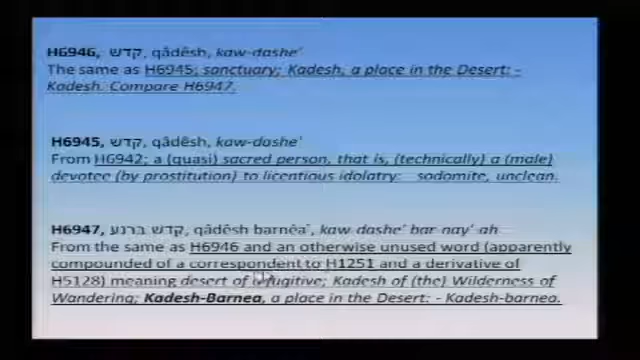 H6946, קדש, qâdêsh, kaw-dashe'
The same as H6945; sanctuary; Kadesh, a place in the Desert: -
Kadesh. Compare H6947.
H6945, קדש, qâdêsh, kaw-dashe'
From H6942; a (quasi) sacred person, that is, (technically) a (male)
devotee (by prostitution) to licentious idolatry: sodomite, unclean.
H6947, קדש ברנע, qâdêsh barnêa', kaw-dashe' bar-nay'-ah
From the same as H6946 and an otherwise unused word (apparently
compounded of a correspondent to H1251 and a derivative of
H5128) meaning desert of a fugitive; Kadesh of (the) Wilderness of
Wandering; Kadesh-Barnea, a place in the Desert: - Kadesh-barnea.